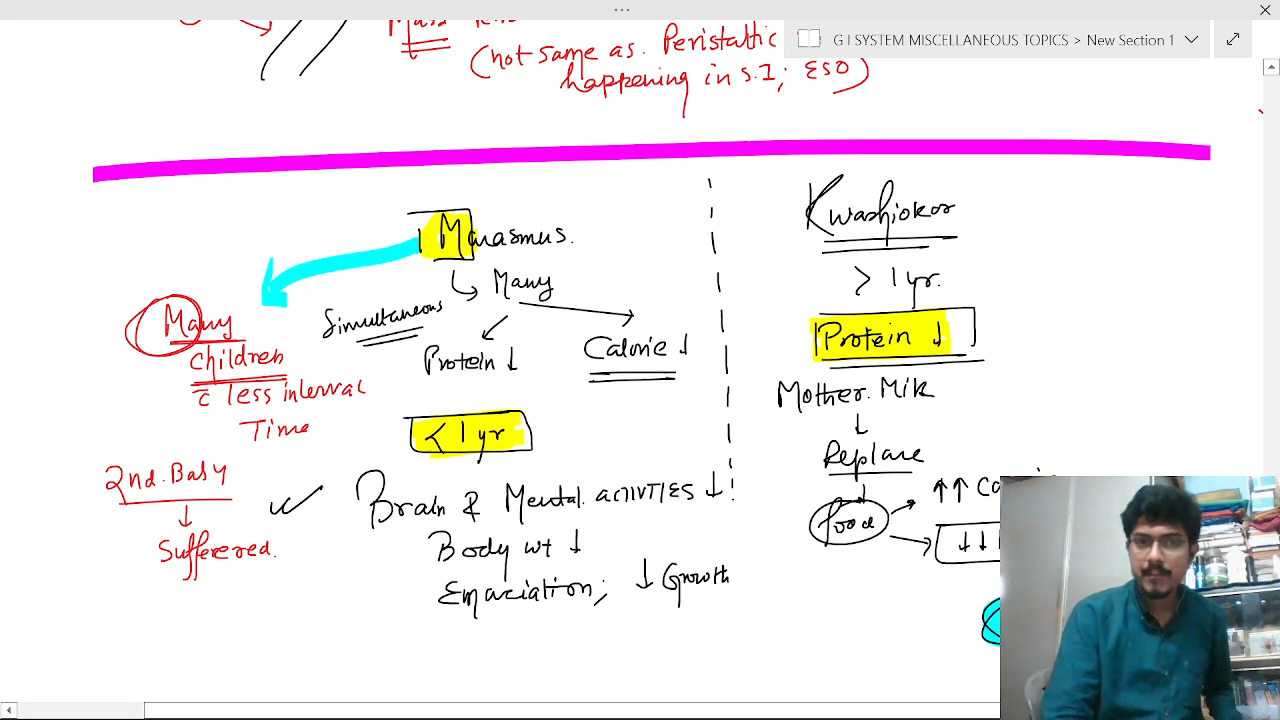 G.I SYSTEM MISCELLANEOUS TOPICS > New Section 1
(not same as. Peristaltic
happening in S.I; ESO)
Marasmus.
Many
Simultaneous
Protein ↓
Calorie ↓
< 1 yr
Brain & Mental activities ↓
Body wt ↓
Emaciation; ↓ Growth
Many
Children
c̄ less interval
Time
2nd. Baby
↓
Sufferered.
Kwashiokor
> 1 yr.
Protein ↓
Mother. Milk
↓
Replace
↓
food
↑↑
↓↓